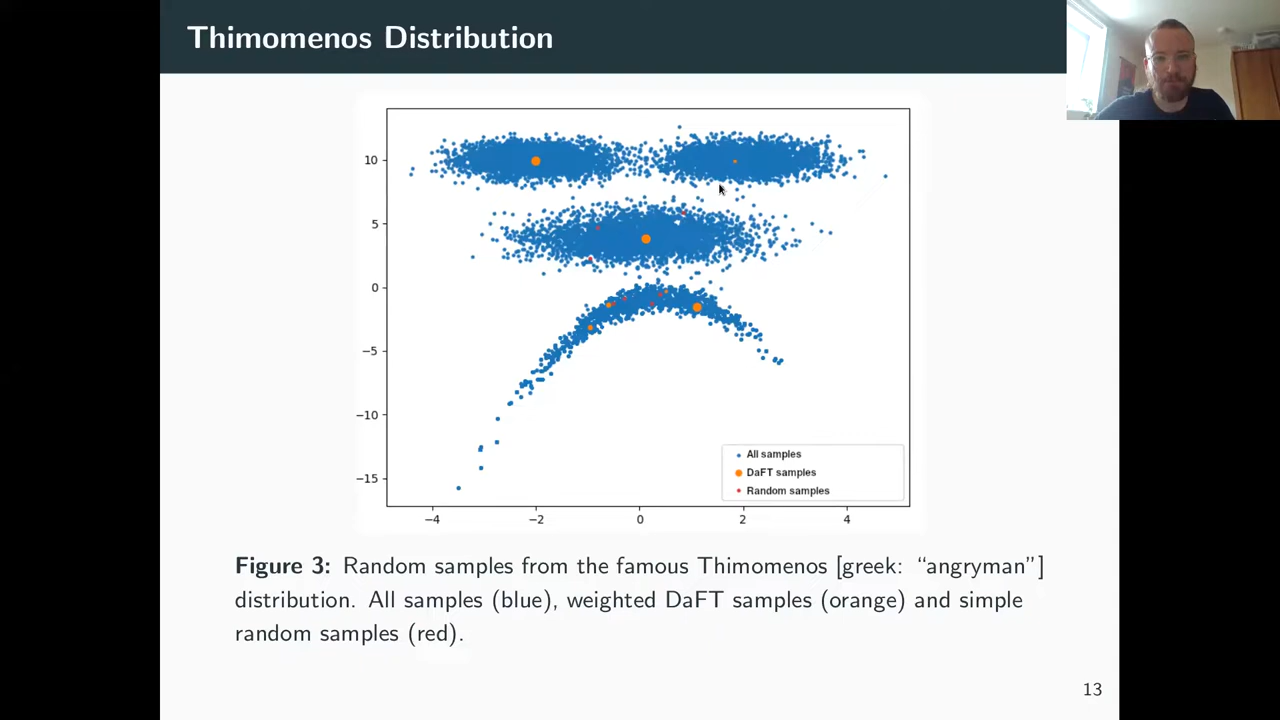 Thimomenos Distribution
10
5
0
−5
−10
−15
−4
−2
0
2
4
All samples
DaFT samples
Random samples
Figure 3: Random samples from the famous Thimomenos [greek: “angryman”]
distribution. All samples (blue), weighted DaFT samples (orange) and simple
random samples (red).
13